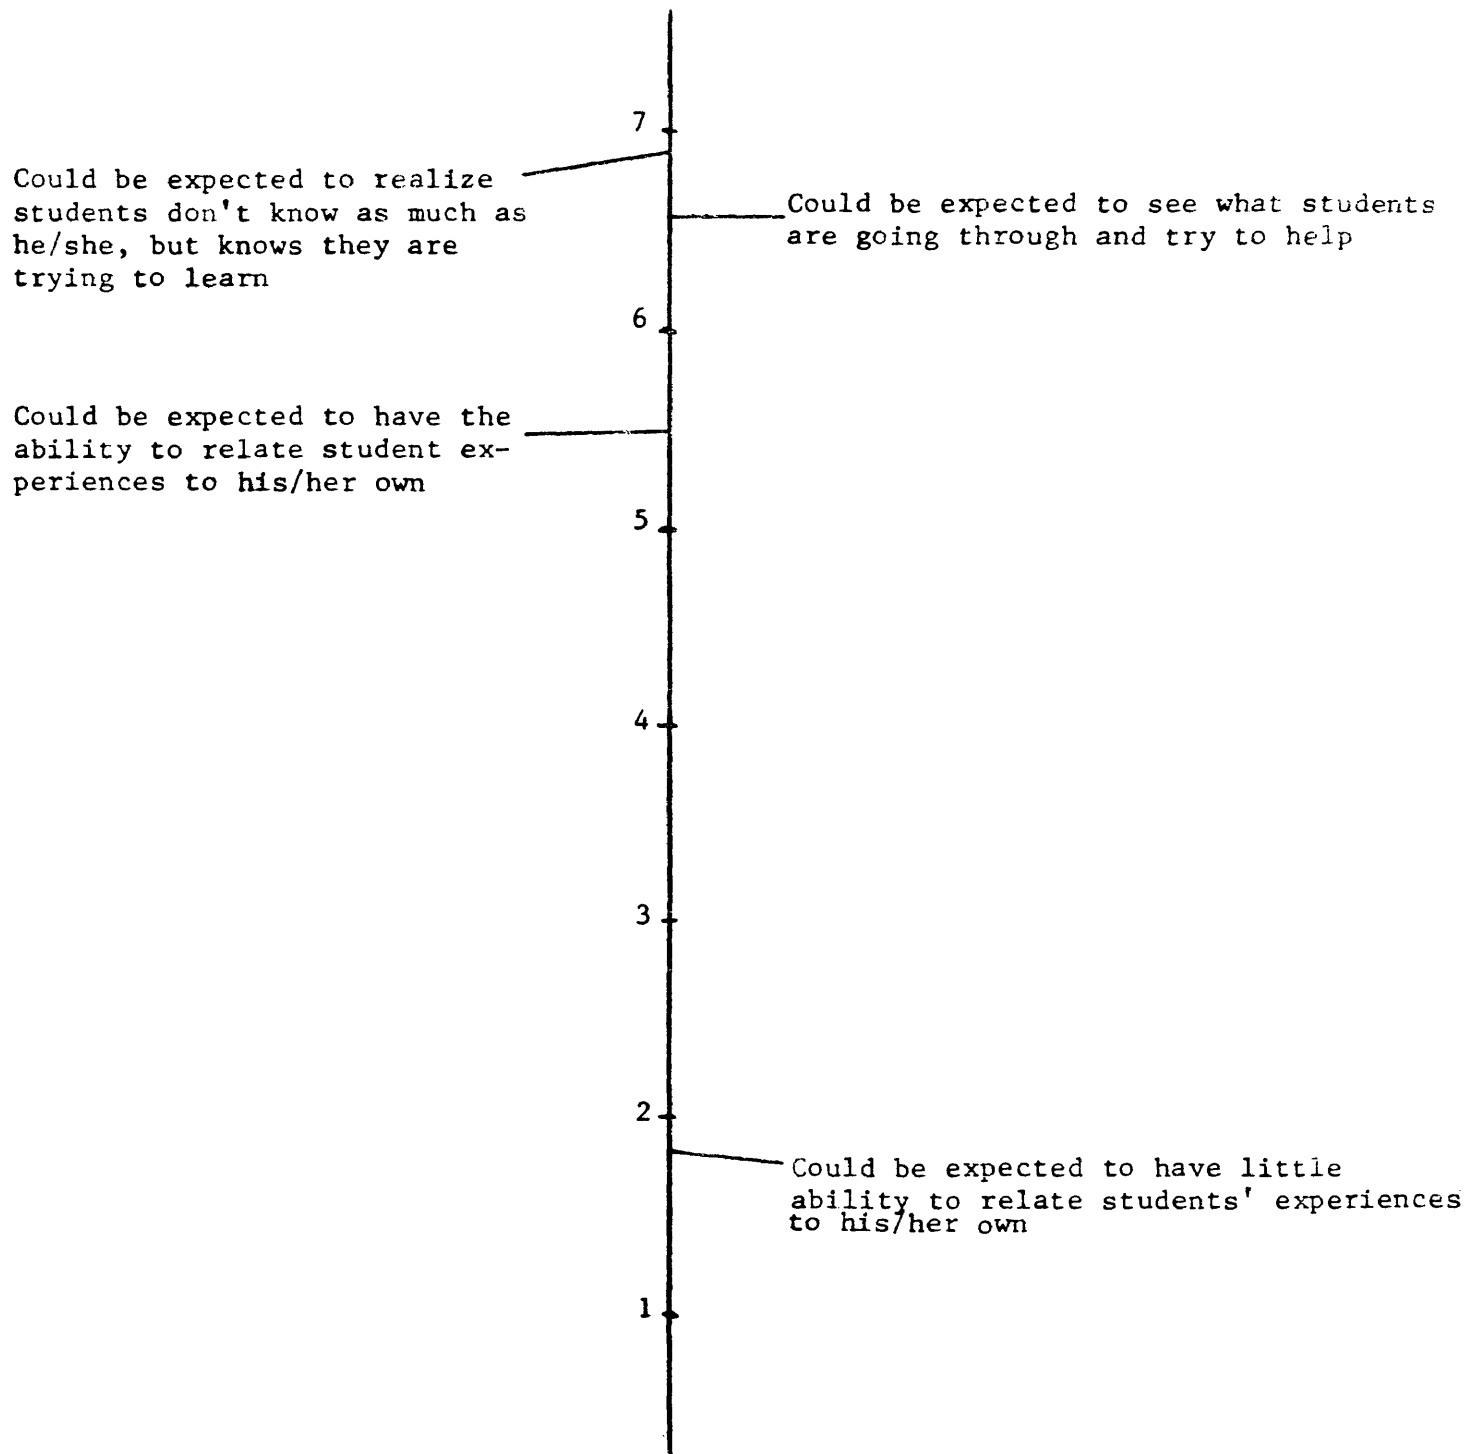 7
Could be expected to realize
students don't know as much as
he/she, but knows they are
trying to learn
Could be expected to see what students
are going through and try to help
6
Could be expected to have the
ability to relate student ex-
periences to his/her own
5
4
3
2
Could be expected to have little
ability to relate students' experiences
to his/her own
1